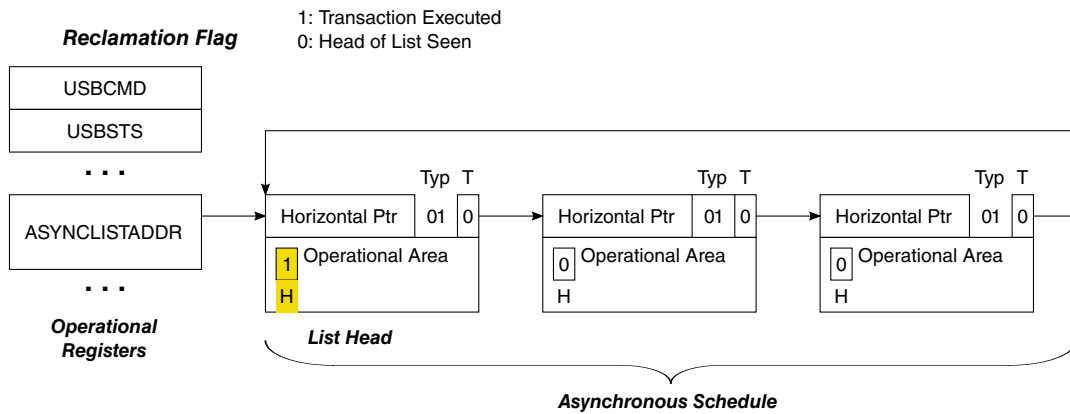 1: Transaction Executed
Reclamation Flag
0: Head of List Seen
USBCMD
USBSTS
. . .
Typ T Typ T Typ T
ASYNCLISTADDR
Horizontal Ptr 01 0 Horizontal Ptr 01 0 Horizontal Ptr 01 0
1 Operational Area 0 Operational Area 0 Operational Area
H H H
. . .
Operational
Registers
List Head
Asynchronous Schedule